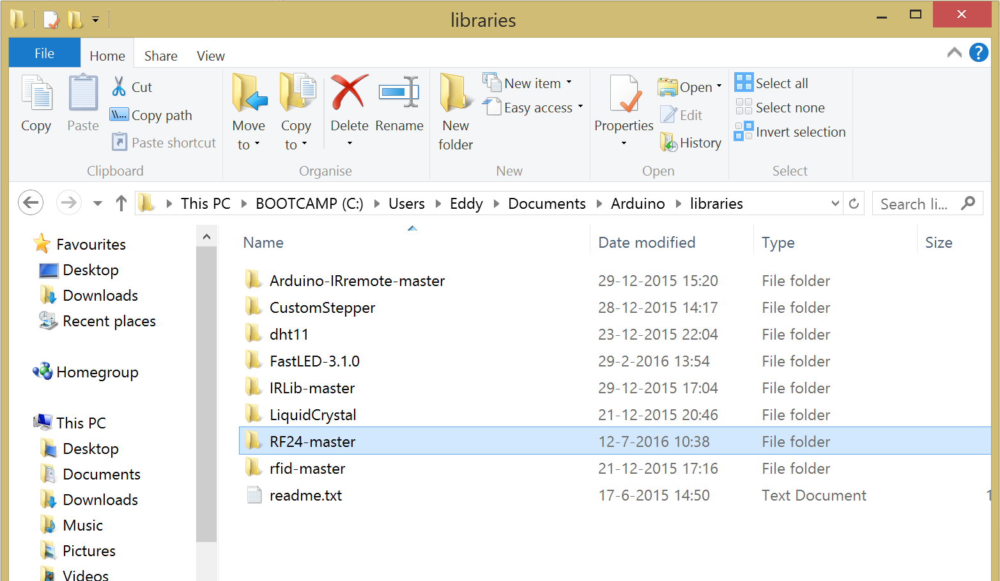 libraries
File
Home
Share
View
Copy
Paste
Cut
Copy path
Paste shortcut
Clipboard
Move to
Copy to
Delete
Rename
Organise
New folder
New item
Easy access
New
Properties
Open
Edit
History
Open
Select all
Select none
Invert selection
Select
This PC BOOTCAMP (C:) Users Eddy Documents Arduino libraries
Search li...
Favourites
Desktop
Downloads
Recent places
Homegroup
This PC
Desktop
Documents
Downloads
Music
Pictures
Videos
Name Date modified Type Size
Arduino-IRremote-master 29-12-2015 15:20 File folder
CustomStepper 28-12-2015 14:17 File folder
dht11 23-12-2015 22:04 File folder
FastLED-3.1.0 29-2-2016 13:54 File folder
IRLib-master 29-12-2015 17:04 File folder
LiquidCrystal 21-12-2015 20:46 File folder
RF24-master 12-7-2016 10:38 File folder
rfid-master 21-12-2015 17:16 File folder
readme.txt 17-6-2015 14:50 Text Document 1